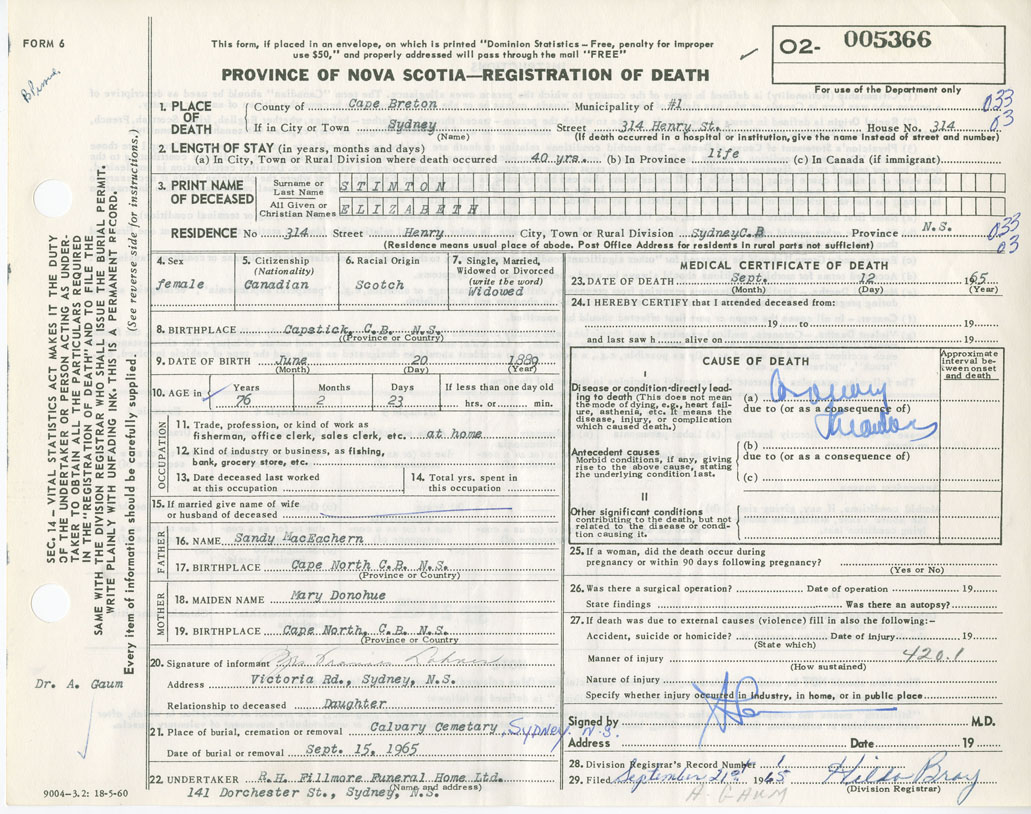 FORM 6
This form, if placed in an envelope, on which is printed "Dominion Statistics – Free, penalty for improper
use $50," and properly addressed will pass through the mail "FREE"
02- 005366
For use of the Department only
PROVINCE OF NOVA SCOTIA—REGISTRATION OF DEATH
1. PLACE OF DEATH
County of Cape Breton Municipality of #1 033
If in City or Town Sydney (Name) Street 314 Henry St. House No. 314 03
(If death occurred in a hospital or institution, give the name instead of street and number)
2. LENGTH OF STAY (in years, months and days)
(a) In City, Town or Rural Division where death occurred 40 yrs. (b) In Province life (c) In Canada (if immigrant)
3. PRINT NAME OF DECEASED
Surname or Last Name STINTON
All Given or Christian Names ELIZABETH
RESIDENCE No 314 Street Henry City, Town or Rural Division Sydney C.B Province N.S. 033
(Residence means usual place of abode. Post Office Address for residents in rural parts not sufficient) 03
4. Sex
female
5. Citizenship
(Nationality)
Canadian
6. Racial Origin
Scotch
7. Single, Married,
Widowed or Divorced
(write the word)
Widowed
8. BIRTHPLACE Capstick, C.B. N.S.
(Province or Country)
9. DATE OF BIRTH June 20 1889
(Month) (Day) (Year)
10. AGE in
Years Months Days If less than one day old
76 2 23 hrs. or min.
OCCUPATION
11. Trade, profession, or kind of work as
fisherman, office clerk, sales clerk, etc. at home
12. Kind of industry or business, as fishing,
bank, grocery store, etc.
13. Date deceased last worked
at this occupation
14. Total yrs. spent in
this occupation
15. If married give name of wife
or husband of deceased
FATHER
16. NAME Sandy MacEachern
17. BIRTHPLACE Cape North C.B. N.S.
(Province or Country)
MOTHER
18. MAIDEN NAME Mary Donohue
19. BIRTHPLACE Cape North, C.B. N.S.
(Province or Country
20. Signature of informant
Address Victoria Rd., Sydney, N.S.
Relationship to deceased Daughter
21. Place of burial, cremation or removal Calvary Cemetary, Sydney. N.S.
Date of burial or removal Sept. 15, 1965
22. UNDERTAKER R.H. Fillmore Funeral Home Ltd.
141 Dorchester St., Sydney, N.S.
(Name and address)
MEDICAL CERTIFICATE OF DEATH
23. DATE OF DEATH Sept. 12 1965
(Month) (Day) (Year)
24. I HEREBY CERTIFY that I attended deceased from:
19 to 19
and last saw h alive on 19
CAUSE OF DEATH
Approximate
interval be-
tween onset
and death
I
Disease or condition-directly lead-
ing to death (This does not mean
the mode of dying, e.g., heart fail-
ure, asthenia, etc. It means the
disease, injury, or complication
which caused death.)
(a) Coronary
due to (or as a consequence of)
Antecedent causes
Morbid conditions, if any, giving
rise to the above cause, stating
the underlying condition last.
(b)
due to (or as a consequence of)
(c)
II
Other significant conditions
contributing to the death, but not
related to the disease or condi-
tion causing it.
25. If a woman, did the death occur during
pregnancy or within 90 days following pregnancy?
(Yes or No)
26. Was there a surgical operation? Date of operation 19
State findings Was there an autopsy?
27. If death was due to external causes (violence) fill in also the following:-
Accident, suicide or homicide? Date of injury 19
(State which)
Manner of injury 420.1
(How sustained)
Nature of injury
Specify whether injury occurred in industry, in home, or in public place
Signed by M.D.
Address Date 19
28. Division Registrar's Record Number 1
29. Filed September 21st 1965 Hilda Bray
(Division Registrar)
A. GAUM
SEC. 14 – VITAL STATISTICS ACT MAKES IT THE DUTY
OF THE UNDERTAKER OR PERSON ACTING AS UNDER-
TAKER TO OBTAIN ALL THE PARTICULARS REQUIRED
IN THE "REGISTRATION OF DEATH" AND TO FILE THE
SAME WITH THE DIVISION REGISTRAR WHO SHALL ISSUE THE BURIAL PERMIT.
WRITE PLAINLY WITH UNFADING INK. THIS IS A PERMANENT RECORD.
Every item of information should be carefully supplied. (See reverse side for instructions.)
Dr. A. Gaum
9004-3.2: 18-5-60